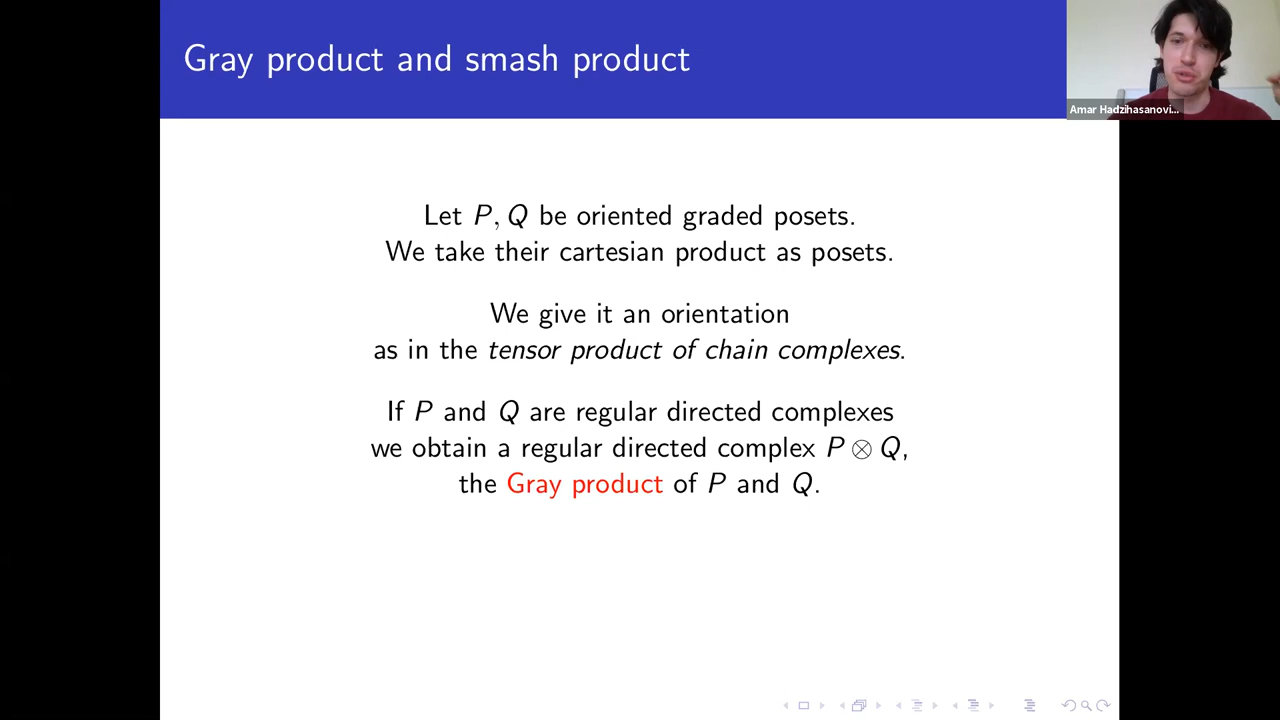 Gray product and smash product
Amar Hadzihasanovi...
Let P, Q be oriented graded posets.
We take their cartesian product as posets.
We give it an orientation
as in the tensor product of chain complexes.
If P and Q are regular directed complexes
we obtain a regular directed complex P ⊗ Q,
the Gray product of P and Q.